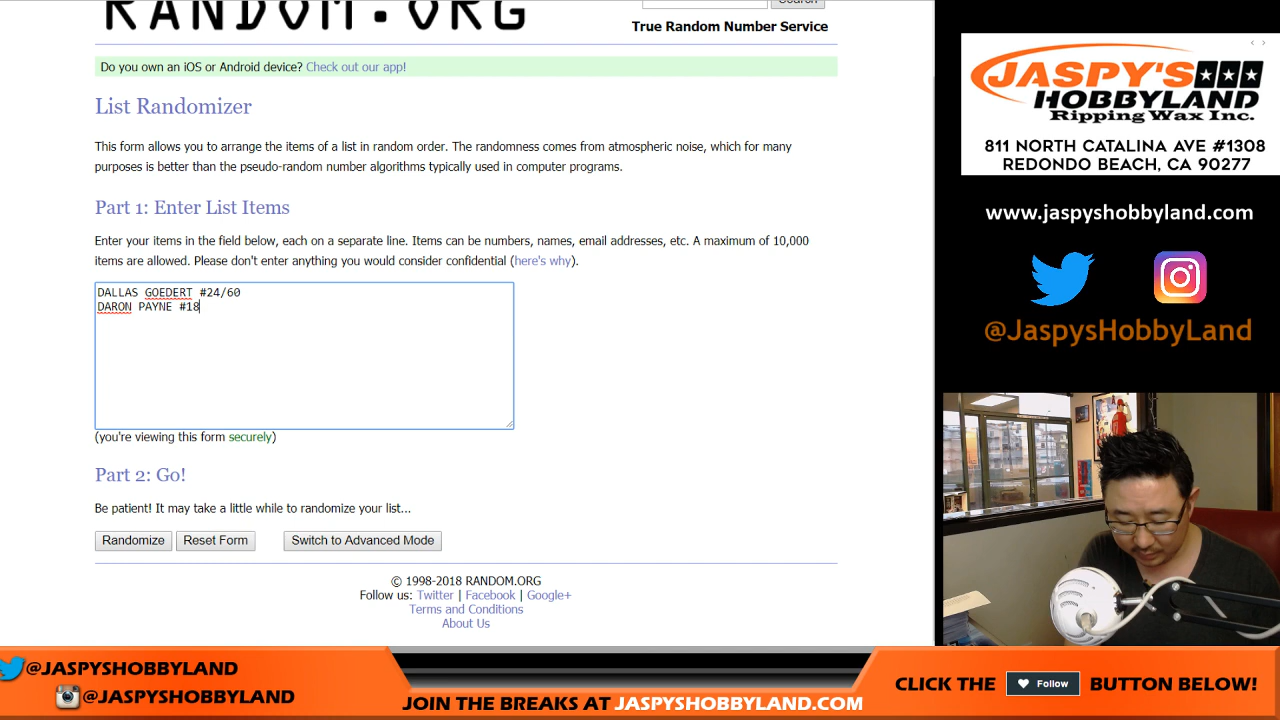 RANDOM.ORG
Search
True Random Number Service
Do you own an iOS or Android device? Check out our app!
List Randomizer
This form allows you to arrange the items of a list in random order. The randomness comes from atmospheric noise, which for many
purposes is better than the pseudo-random number algorithms typically used in computer programs.
Part 1: Enter List Items
Enter your items in the field below, each on a separate line. Items can be numbers, names, email addresses, etc. A maximum of 10,000
items are allowed. Please don't enter anything you would consider confidential (here's why).
DALLAS GOEDERT #24/60
DARON PAYNE #18
(you're viewing this form securely)
Part 2: Go!
Be patient! It may take a little while to randomize your list...
Randomize Reset Form Switch to Advanced Mode
© 1998-2018 RANDOM.ORG
Follow us: Twitter | Facebook | Google+
Terms and Conditions
About Us
JASPY'S
HOBBYLAND
Ripping Wax Inc.
811 NORTH CATALINA AVE #1308
REDONDO BEACH, CA 90277
www.jaspyshobbyland.com
@JaspysHobbyLand
@JASPYSHOBBYLAND
@JASPYSHOBBYLAND
JOIN THE BREAKS AT JASPYSHOBBYLAND.COM
CLICK THE Follow BUTTON BELOW!